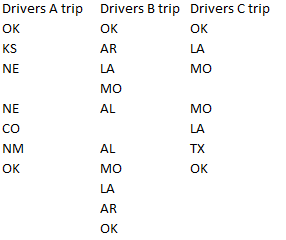 Drivers A trip Drivers B trip Drivers C trip
OK OK OK
KS AR LA
NE LA MO
MO
NE AL MO
CO LA
NM AL TX
OK MO OK
LA
AR
OK